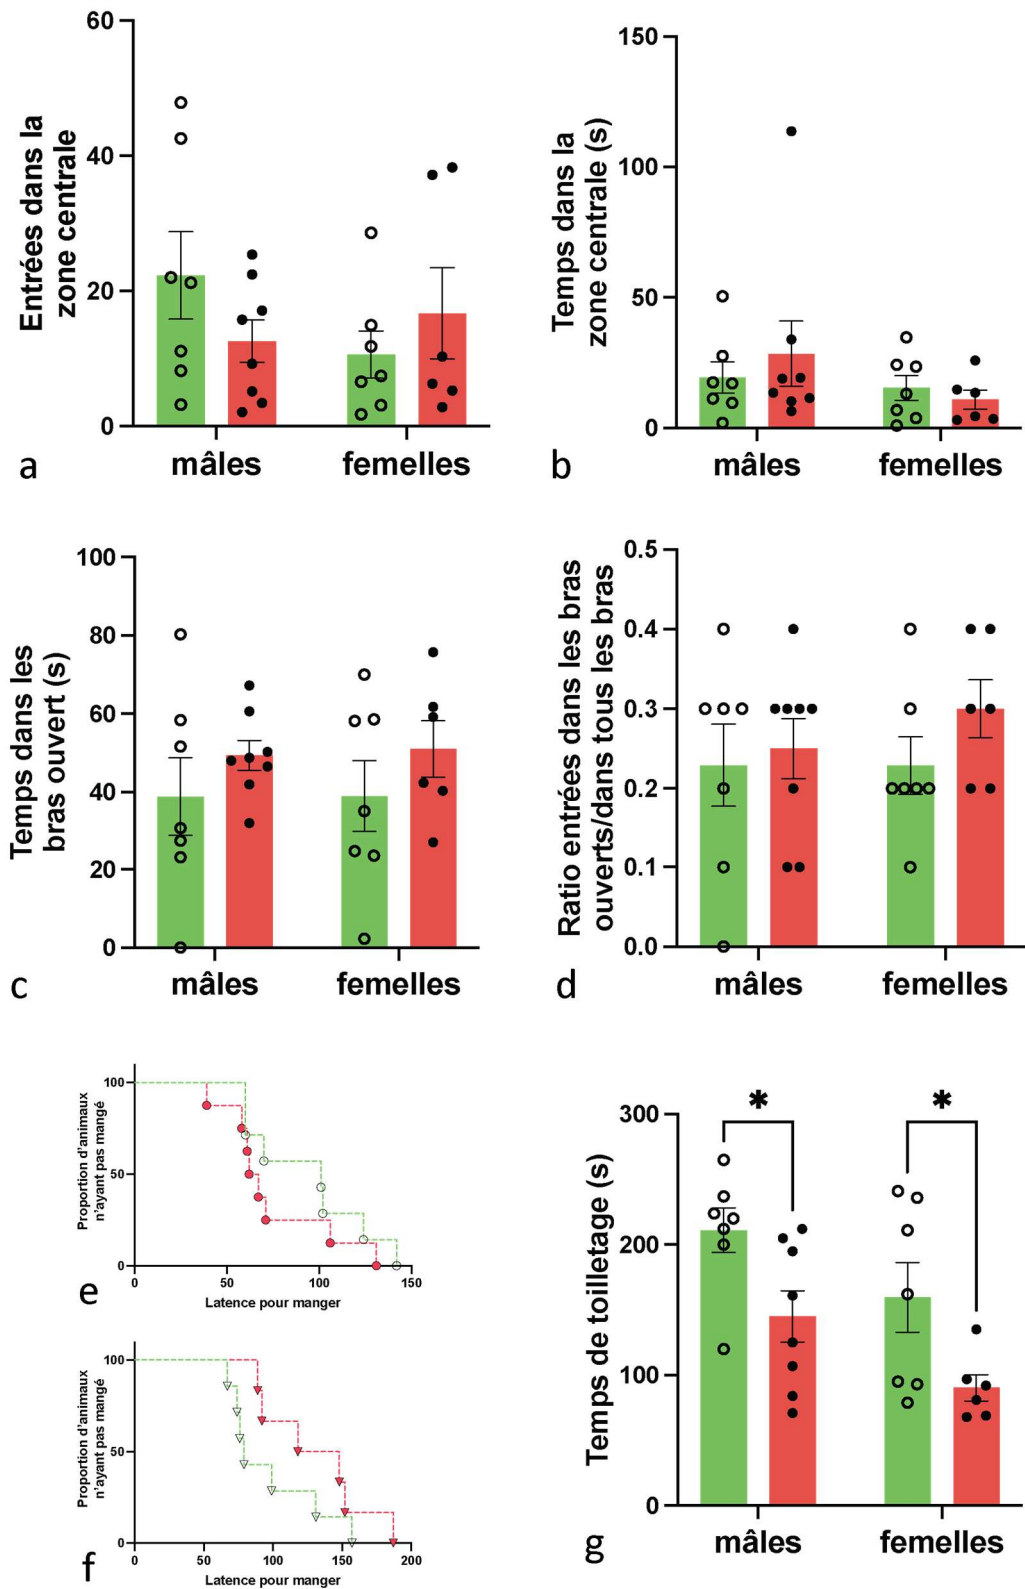 Entrées dans la
zone centrale
60
40
20
0
mâles
femelles
a
Temps dans la
zone centrale (s)
150
100
50
0
mâles
femelles
b
Temps dans les
bras ouvert (s)
100
80
60
40
20
0
mâles
femelles
c
Ratio entrées dans les bras
ouverts/dans tous les bras
0.5
0.4
0.3
0.2
0.1
0.0
mâles
femelles
d
Proportion d'animaux
n'ayant pas mangé
100
50
0
0
50
100
150
Latence pour manger
e
Proportion d'animaux
n'ayant pas mangé
100
50
0
0
50
100
150
200
Latence pour manger
f
Temps de toilletage (s)
300
200
100
0
*
*
mâles
femelles
g